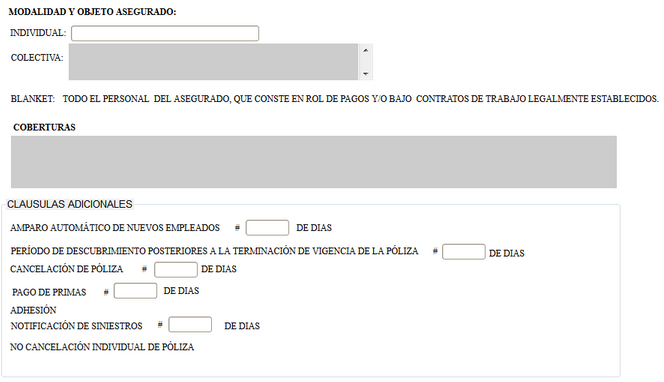 MODALIDAD Y OBJETO ASEGURADO:
INDIVIDUAL:
COLECTIVA:
BLANKET: TODO EL PERSONAL DEL ASEGURADO, QUE CONSTE EN ROL DE PAGOS Y/O BAJO CONTRATOS DE TRABAJO LEGALMENTE ESTABLECIDOS.
COBERTURAS
CLAUSULAS ADICIONALES
AMPARO AUTOMÁTICO DE NUEVOS EMPLEADOS # DE DIAS
PERÍODO DE DESCUBRIMIENTO POSTERIORES A LA TERMINACIÓN DE VIGENCIA DE LA PÓLIZA # DE DIAS
CANCELACIÓN DE PÓLIZA # DE DIAS
PAGO DE PRIMAS # DE DIAS
ADHESIÓN
NOTIFICACIÓN DE SINIESTROS # DE DIAS
NO CANCELACIÓN INDIVIDUAL DE PÓLIZA